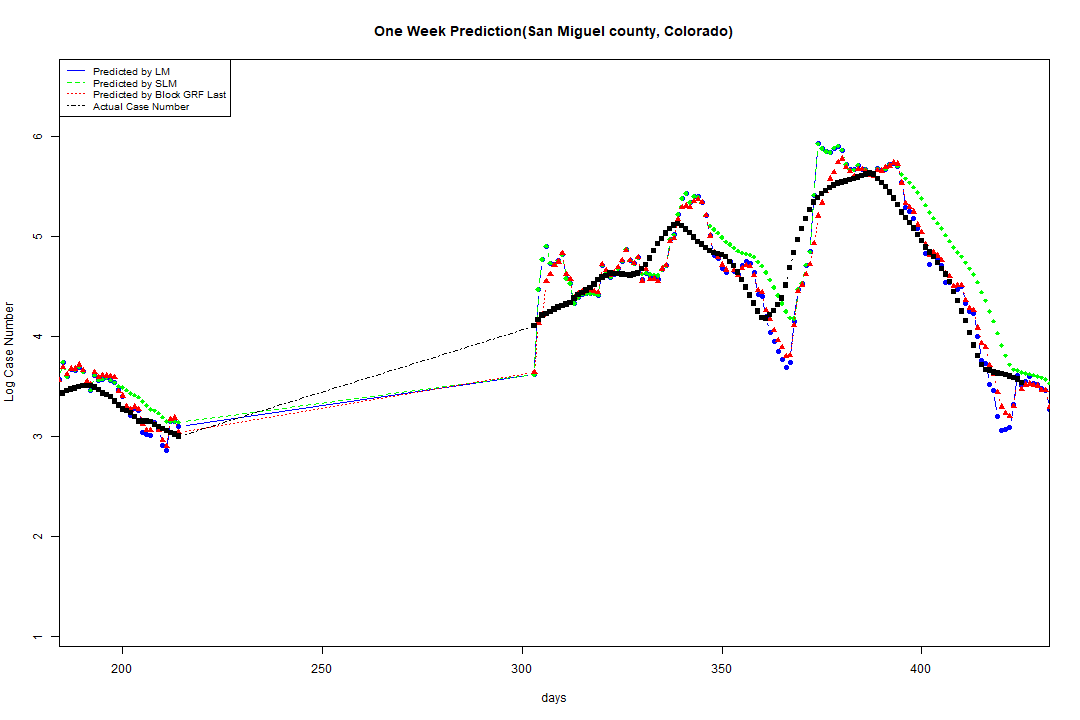 One Week Prediction(San Miguel county, Colorado)
Predicted by LM
Predicted by SLM
Predicted by Block GRF Last
Actual Case Number
6
5
4
3
2
1
Log Case Number
200 250 300 350 400
days